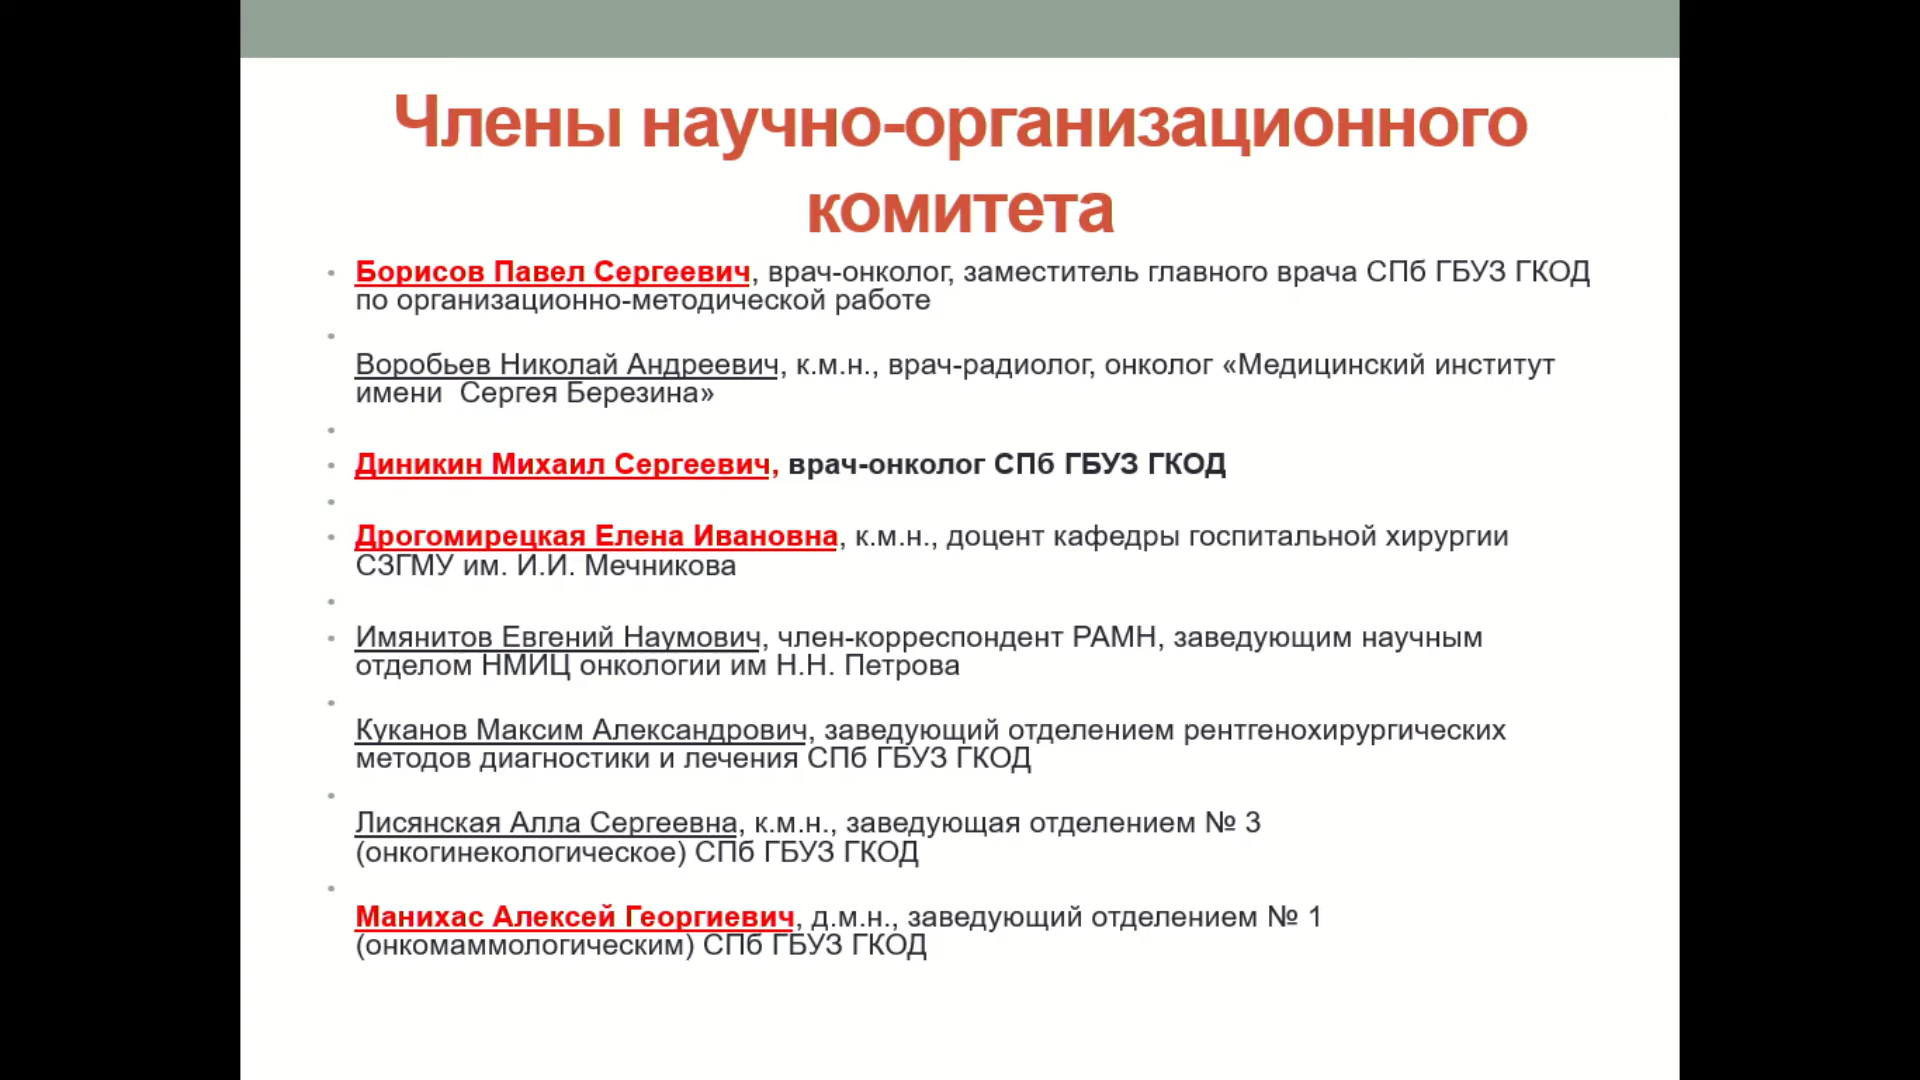 Члены научно-организационного
комитета
Борисов Павел Сергеевич, врач-онколог, заместитель главного врача СПб ГБУЗ ГКОД
по организационно-методической работе
Воробьев Николай Андреевич, к.м.н., врач-радиолог, онколог «Медицинский институт
имени  Сергея Березина»
Диникин Михаил Сергеевич, врач-онколог СПб ГБУЗ ГКОД
Дрогомирецкая Елена Ивановна, к.м.н., доцент кафедры госпитальной хирургии
СЗГМУ им. И.И. Мечникова
Имянитов Евгений Наумович, член-корреспондент РАМН, заведующим научным
отделом НМИЦ онкологии им Н.Н. Петрова
Куканов Максим Александрович, заведующий отделением рентгенохирургических
методов диагностики и лечения СПб ГБУЗ ГКОД
Лисянская Алла Сергеевна, к.м.н., заведующая отделением № 3
(онкогинекологическое) СПб ГБУЗ ГКОД
Манихас Алексей Георгиевич, д.м.н., заведующий отделением № 1
(онкомаммологическим) СПб ГБУЗ ГКОД